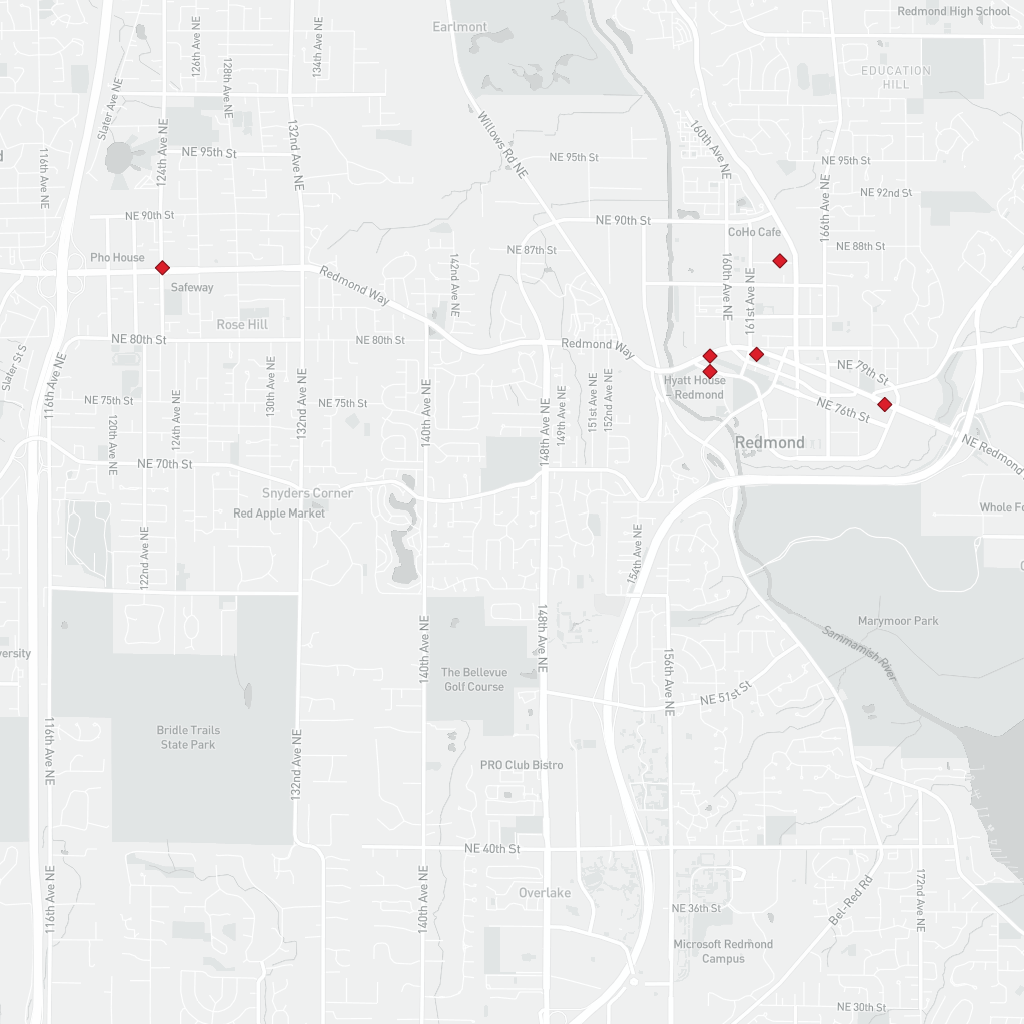 Redmond High School
Earlmont
EDUCATION
HILL
126th Ave NE
134th Ave NE
128th Ave NE
Slater Ave NE
Willows Rd NE
160th Ave NE
132nd Ave NE
124th Ave NE
116th Ave NE
NE 95th St
NE 95th St
NE 95th St
NE 92nd St
166th Ave NE
NE 90th St
NE 90th St
CoHo Cafe
NE 88th St
NE 87th St
Pho House
Safeway
Redmond Way
142nd Ave NE
160th Ave NE
161st Ave NE
Rose Hill
NE 80th St
NE 80th St
Redmond Way
NE 79th St
Hyatt House
– Redmond
NE 76th St
Slater St S
116th Ave NE
130th Ave NE
132nd Ave NE
NE 75th St
NE 75th St
120th Ave NE
124th Ave NE
140th Ave NE
148th Ave NE
149th Ave NE
151st Ave NE
152nd Ave NE
Redmond
NE Redmond
NE 70th St
Snyders Corner
Red Apple Market
Whole Fo
122nd Ave NE
154th Ave NE
Marymoor Park
Sammamish River
140th Ave NE
148th Ave NE
156th Ave NE
versity
The Bellevue
Golf Course
NE 51st St
Bridle Trails
State Park
116th Ave NE
132nd Ave NE
PRO Club Bistro
NE 40th St
Overlake
116th Ave NE
140th Ave NE
NE 36th St
Bel-Red Rd
172nd Ave NE
Microsoft Redmond
Campus
NE 30th St